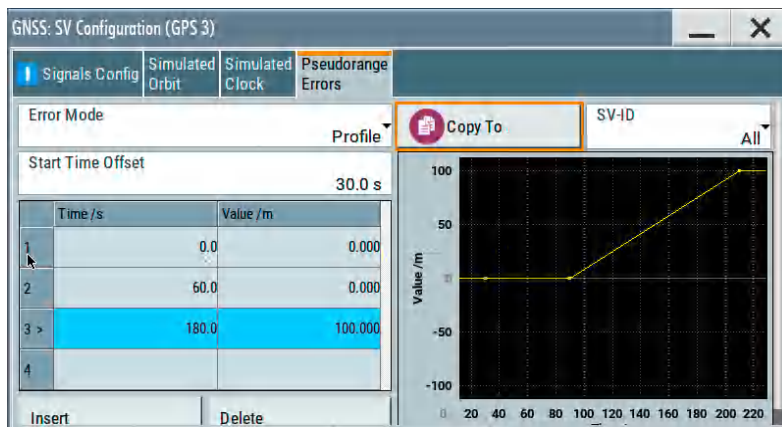 GNSS: SV Configuration (GPS 3)
Signals Config
Simulated Orbit
Simulated Clock
Pseudorange Errors
Error Mode
Profile
Copy To
SV-ID
All
Start Time Offset
30.0 s
Time /s Value /m
1 0.0 0.000
2 60.0 0.000
3 > 180.0 100.000
4
Insert Delete
100
50
0
-50
-100
Value /m
0 20 40 60 80 100 120 140 160 180 200 220